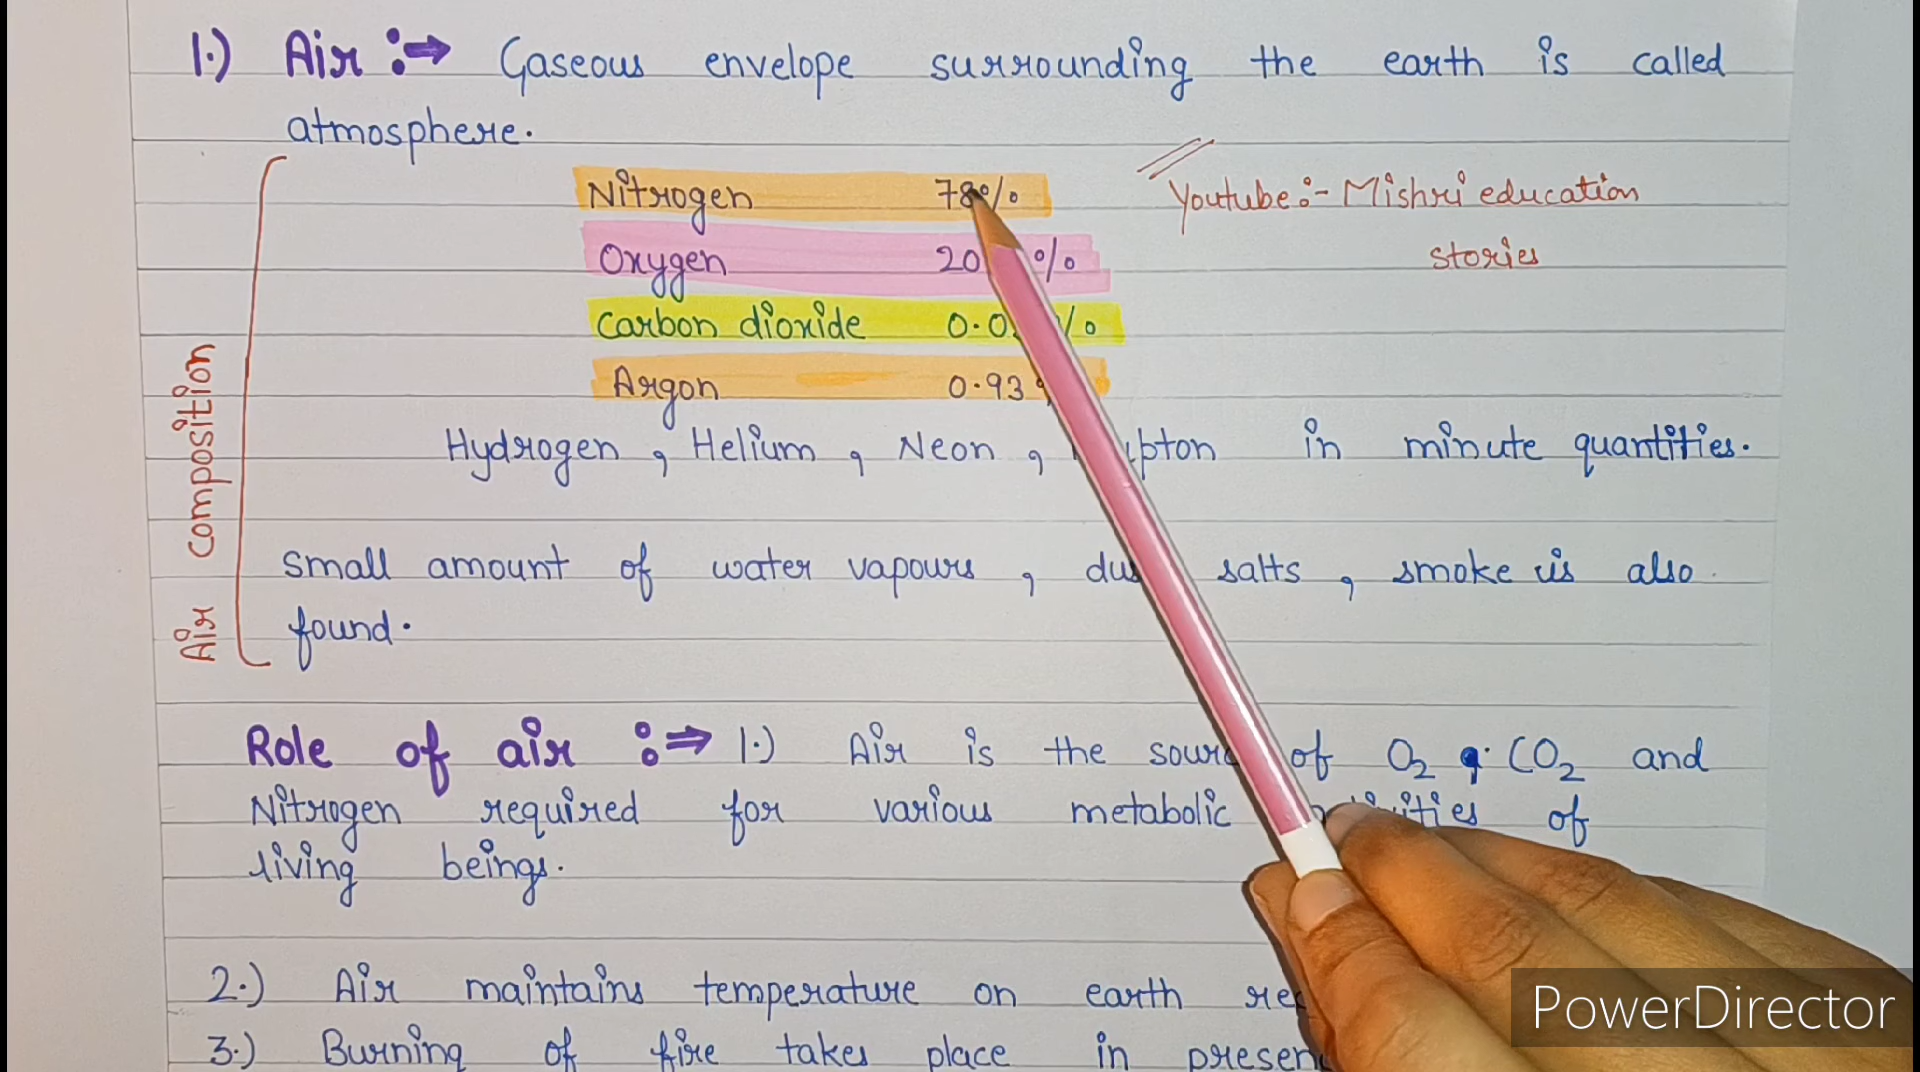 1.) Air :⇒ Gaseous envelope surrounding the earth is called
atmosphere.
Nitrogen 78%
Youtube :- Mishri education
stories
Oxygen 20 %
Carbon dioxide 0.0 %
Argon 0.93
Hydrogen, Helium, Neon, in minute quantities.
Air composition
small amount of water vapours, salts, smoke is also
found.
Role of air :⇒ 1.) Air is the of O₂, CO₂ and
Nitrogen required for various metabolic of
living beings.
2.) Air maintains temperature on earth
3.) Burning of fire takes place in
PowerDirector